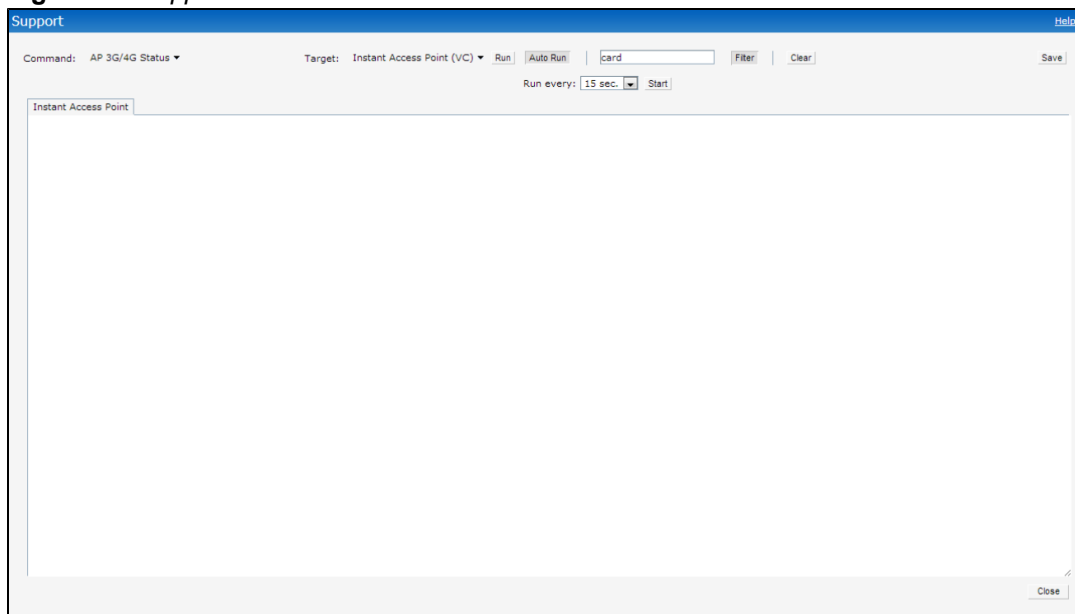 Support Help
Command: AP 3G/4G Status Target: Instant Access Point (VC) Run Auto Run card Filter Clear Save
Run every: 15 sec. Start
Instant Access Point
Close